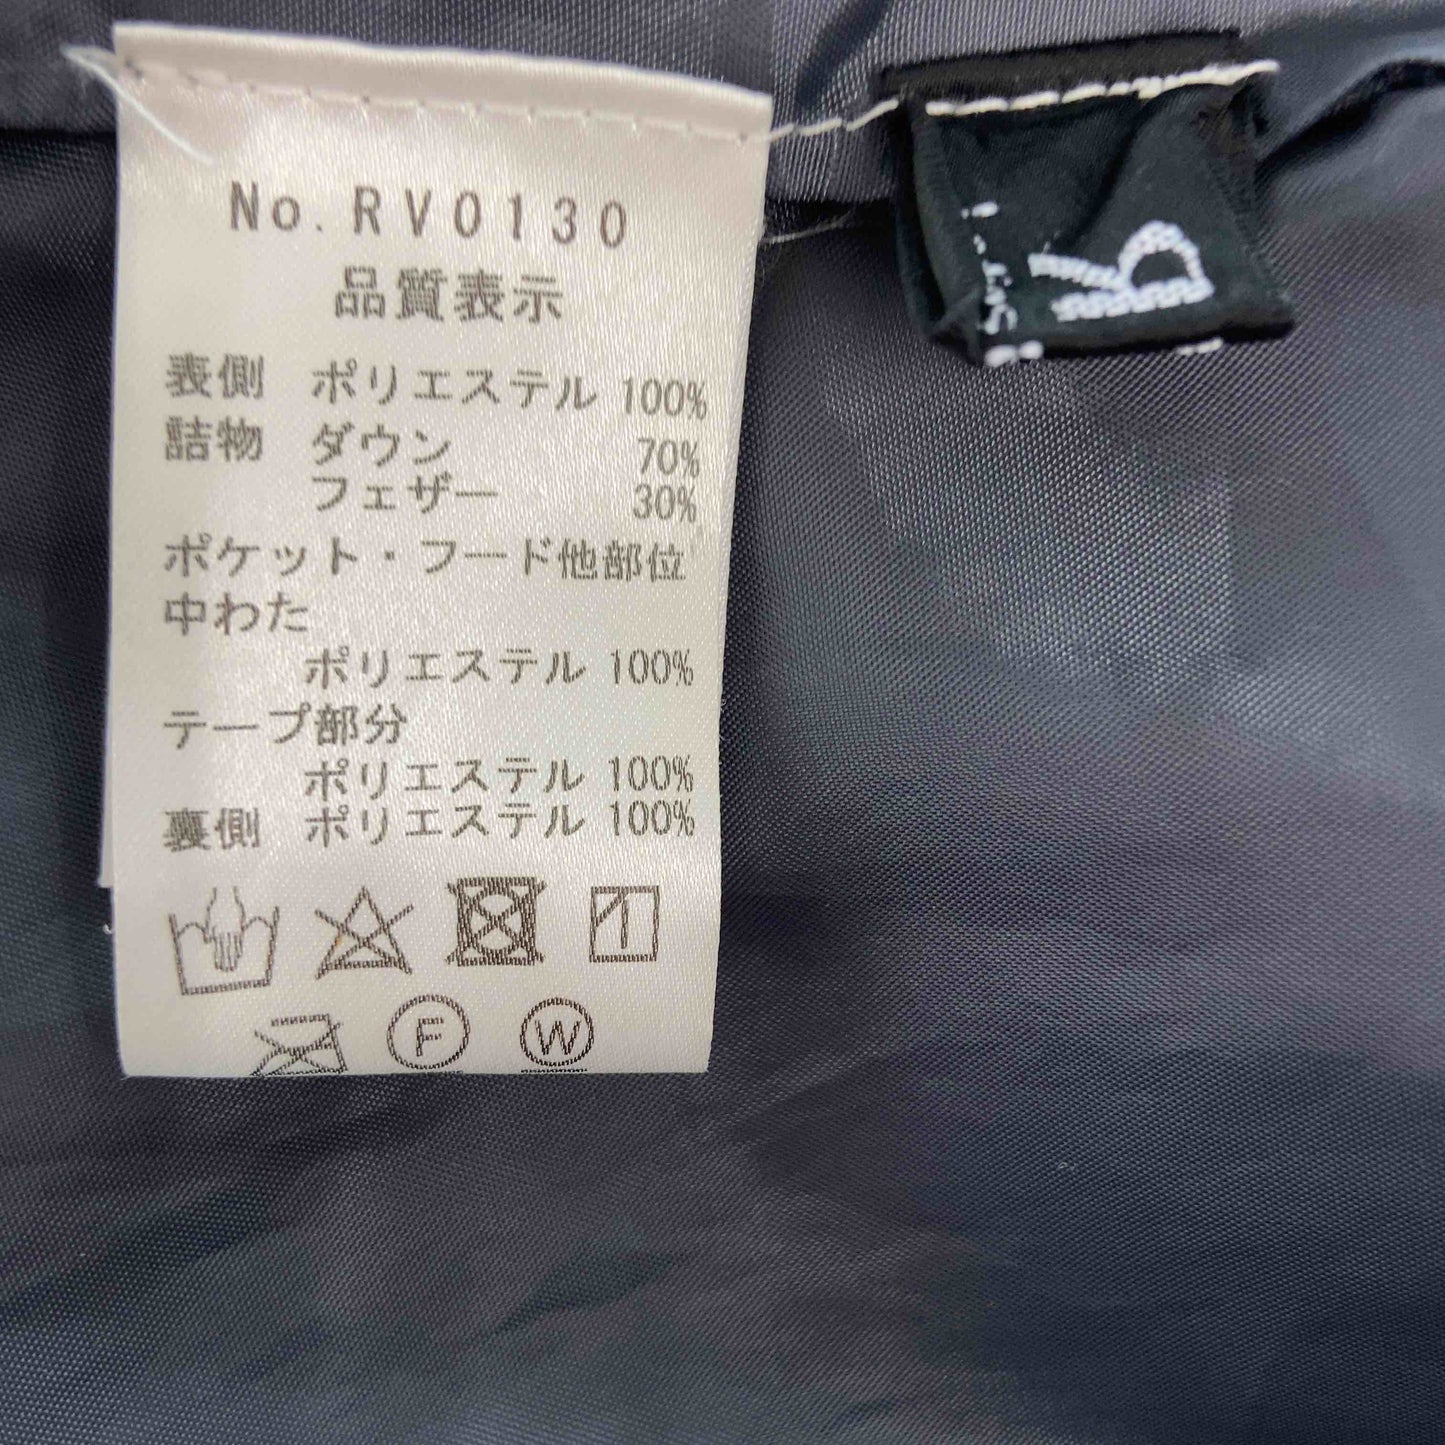 No. RV0130
品質表示
表側 ポリエステル 100%
詰物 ダウン 70%
フェザー 30%
ポケット・フード他部位
中わた
ポリエステル 100%
テープ部分
ポリエステル 100%
裏側 ポリエステル 100%
F
W